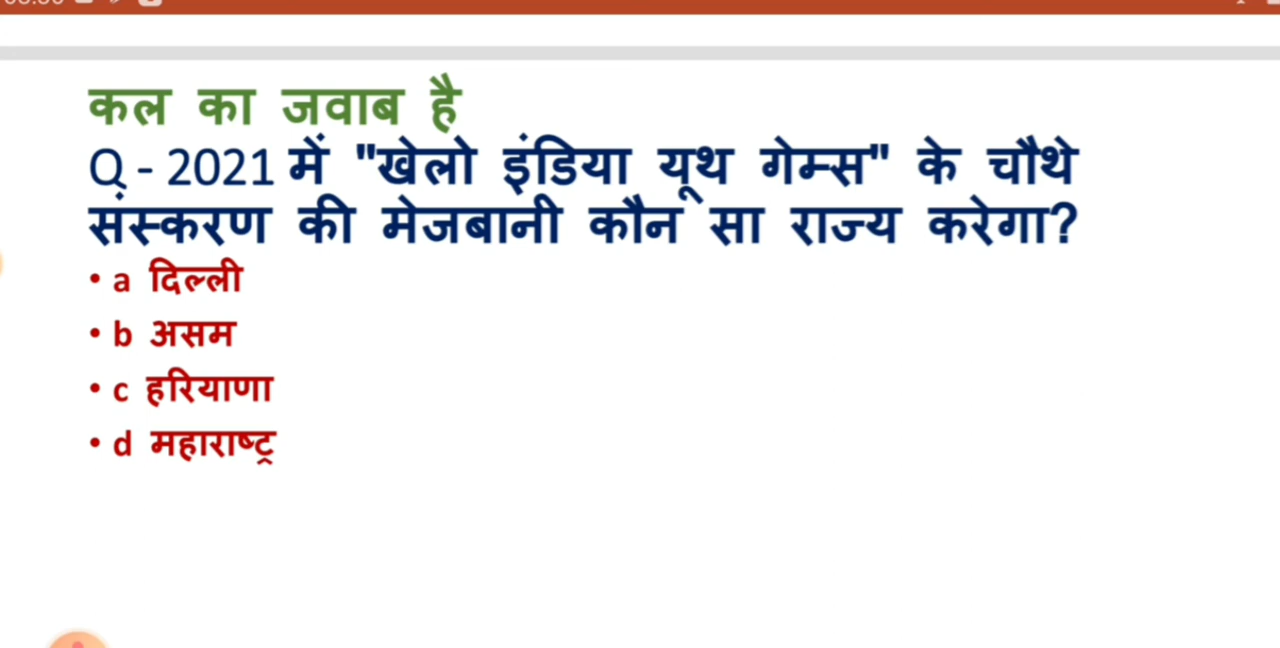 कल का जवाब है
Q - 2021 में "खेलो इंडिया यूथ गेम्स" के चौथे
संस्करण की मेजबानी कौन सा राज्य करेगा?
• a दिल्ली
• b असम
• c हरियाणा
• d महाराष्ट्र